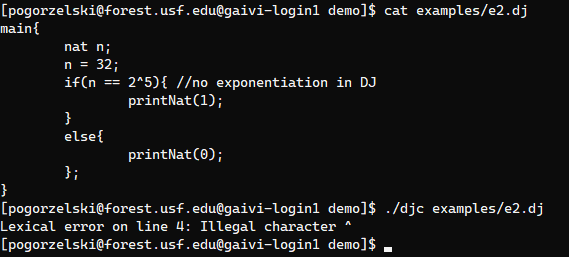 [pogorzelski@forest.usf.edu@gaivi-login1 demo]$ cat examples/e2.dj
main{
        nat n;
        n = 32;
        if(n == 2^5){ //no exponentiation in DJ
                printNat(1);
        }
        else{
                printNat(0);
        };
}
[pogorzelski@forest.usf.edu@gaivi-login1 demo]$ ./djc examples/e2.dj
Lexical error on line 4: Illegal character ^
[pogorzelski@forest.usf.edu@gaivi-login1 demo]$